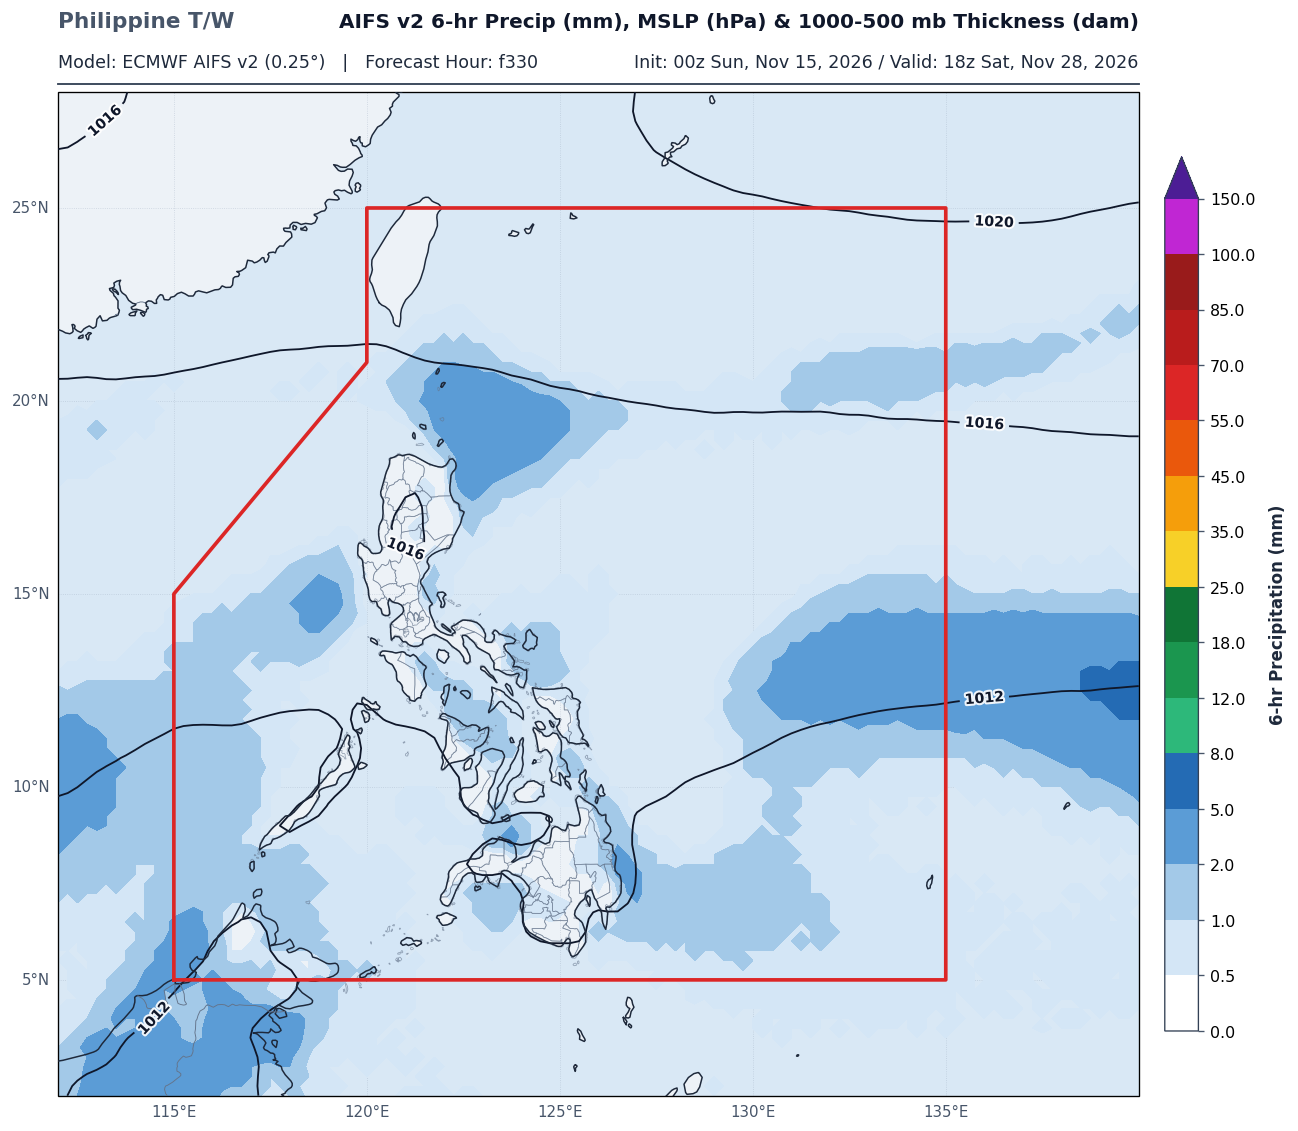 Philippine T/W
AIFS v2 6-hr Precip (mm), MSLP (hPa) & 1000-500 mb Thickness (dam)
Model: ECMWF AIFS v2 (0.25°) | Forecast Hour: f330
Init: 00z Sun, Nov 15, 2026 / Valid: 18z Sat, Nov 28, 2026
1016
1020
1016
1016
1012
1012
25°N
20°N
15°N
10°N
5°N
115°E
120°E
125°E
130°E
135°E
150.0
100.0
85.0
70.0
55.0
45.0
35.0
25.0
18.0
12.0
8.0
5.0
2.0
1.0
0.5
0.0
6-hr Precipitation (mm)